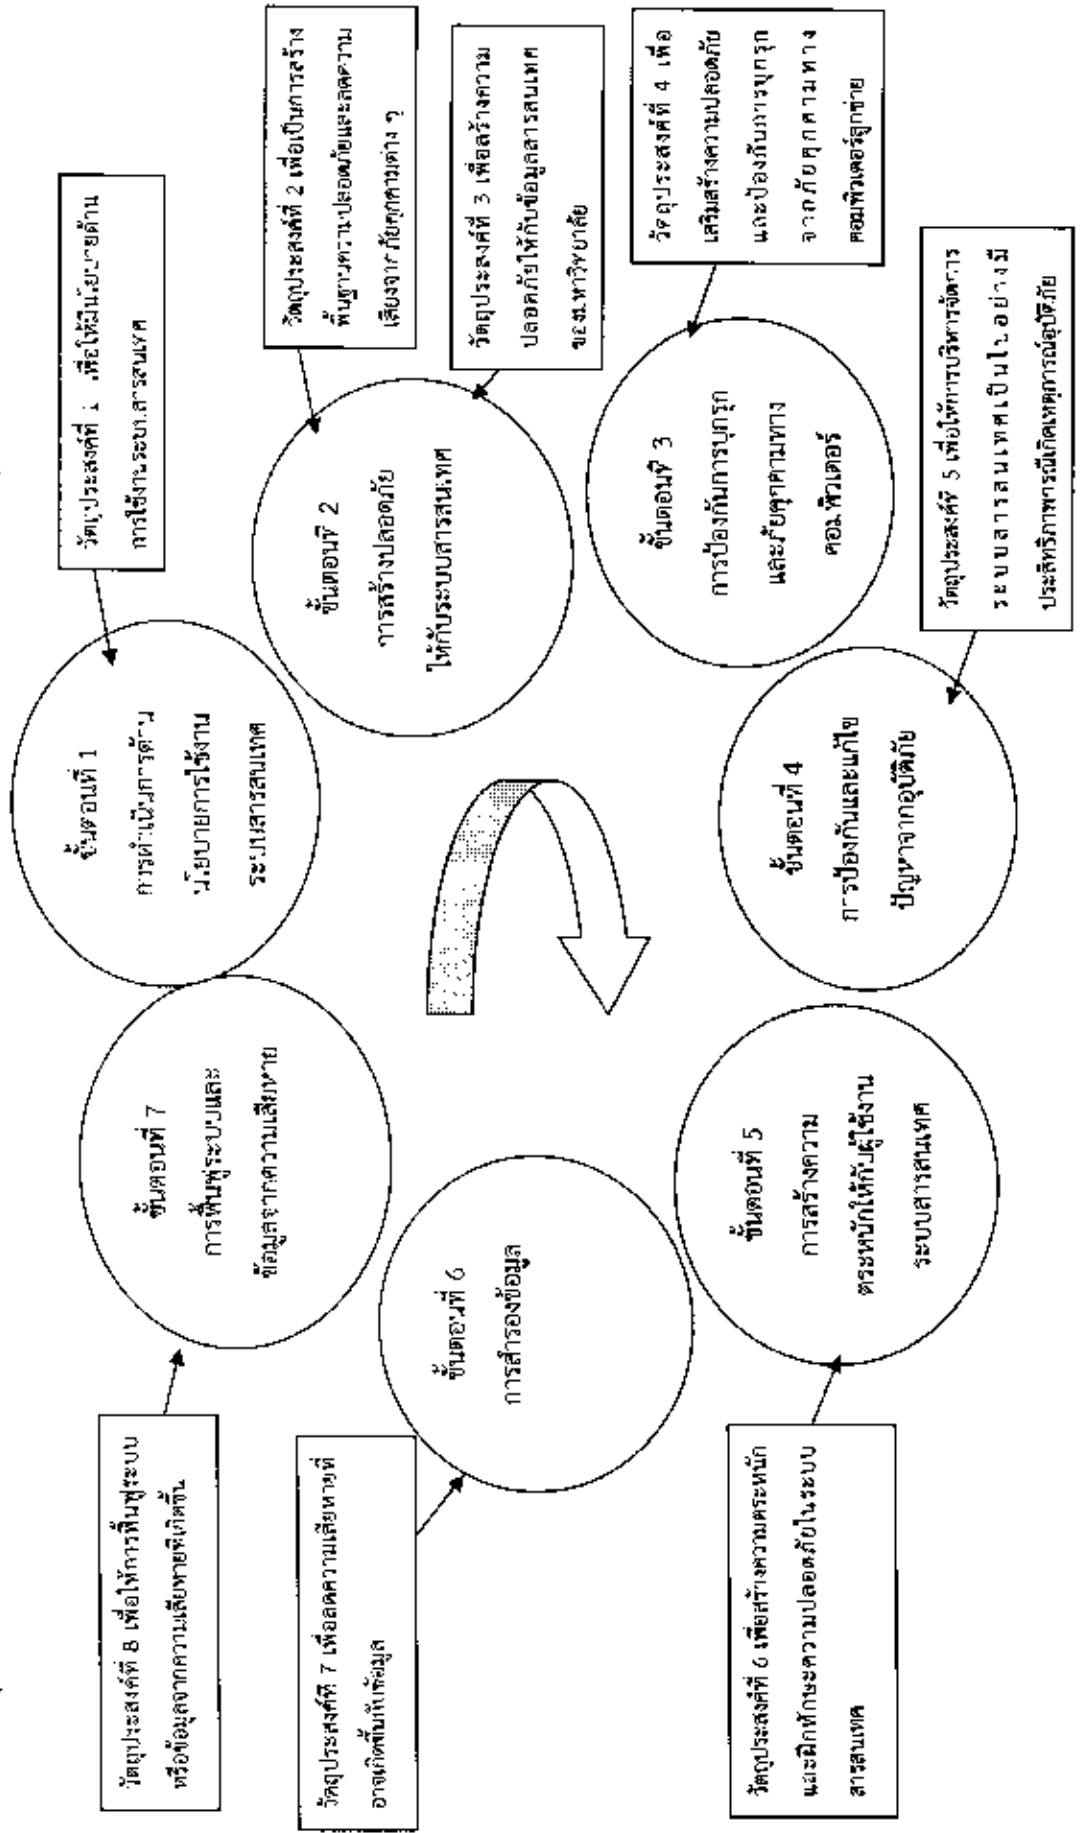 ขั้นตอนที่ 1
การดำเนินการด้าน
นโยบายการใช้งาน
ระบบสารสนเทศ
วัตถุประสงค์ที่ 1 เพื่อให้มีนโยบายด้าน
การใช้งานระบบสารสนเทศ
ขั้นตอนที่ 2
การสร้างปลอดภัย
ให้กับระบบสารสนเทศ
วัตถุประสงค์ที่ 2 เพื่อเป็นการสร้าง
พื้นฐานความปลอดภัยและลดความ
เสี่ยงจากภัยคุกคามต่าง ๆ
วัตถุประสงค์ที่ 3 เพื่อสร้างความ
ปลอดภัยให้กับข้อมูลสารสนเทศ
ของมหาวิทยาลัย
ขั้นตอนที่ 3
การป้องกันการบุกรุก
และภัยคุกคามทาง
คอมพิวเตอร์
วัตถุประสงค์ที่ 4 เพื่อ
เสริมสร้างความปลอดภัย
และป้องกันการบุกรุก
จากภัยคุกคามทาง
คอมพิวเตอร์ลูกข่าย
ขั้นตอนที่ 4
การป้องกันและแก้ไข
ปัญหาจากอุบัติภัย
วัตถุประสงค์ที่ 5 เพื่อให้การบริหารจัดการ
ระบบสารสนเทศเป็นไปอย่างมี
ประสิทธิภาพกรณีเกิดเหตุการณ์อุบัติภัย
ขั้นตอนที่ 5
การสร้างความ
ตระหนักให้กับผู้ใช้งาน
ระบบสารสนเทศ
วัตถุประสงค์ที่ 6 เพื่อสร้างความตระหนัก
และฝึกทักษะความปลอดภัยในระบบ
สารสนเทศ
ขั้นตอนที่ 6
การสำรองข้อมูล
วัตถุประสงค์ที่ 7 เพื่อลดความเสียหายที่
อาจเกิดขึ้นกับข้อมูล
ขั้นตอนที่ 7
การฟื้นฟูระบบและ
ข้อมูลจากความเสียหาย
วัตถุประสงค์ที่ 8 เพื่อให้การฟื้นฟูระบบ
หรือข้อมูลจากความเสียหายที่เกิดขึ้น